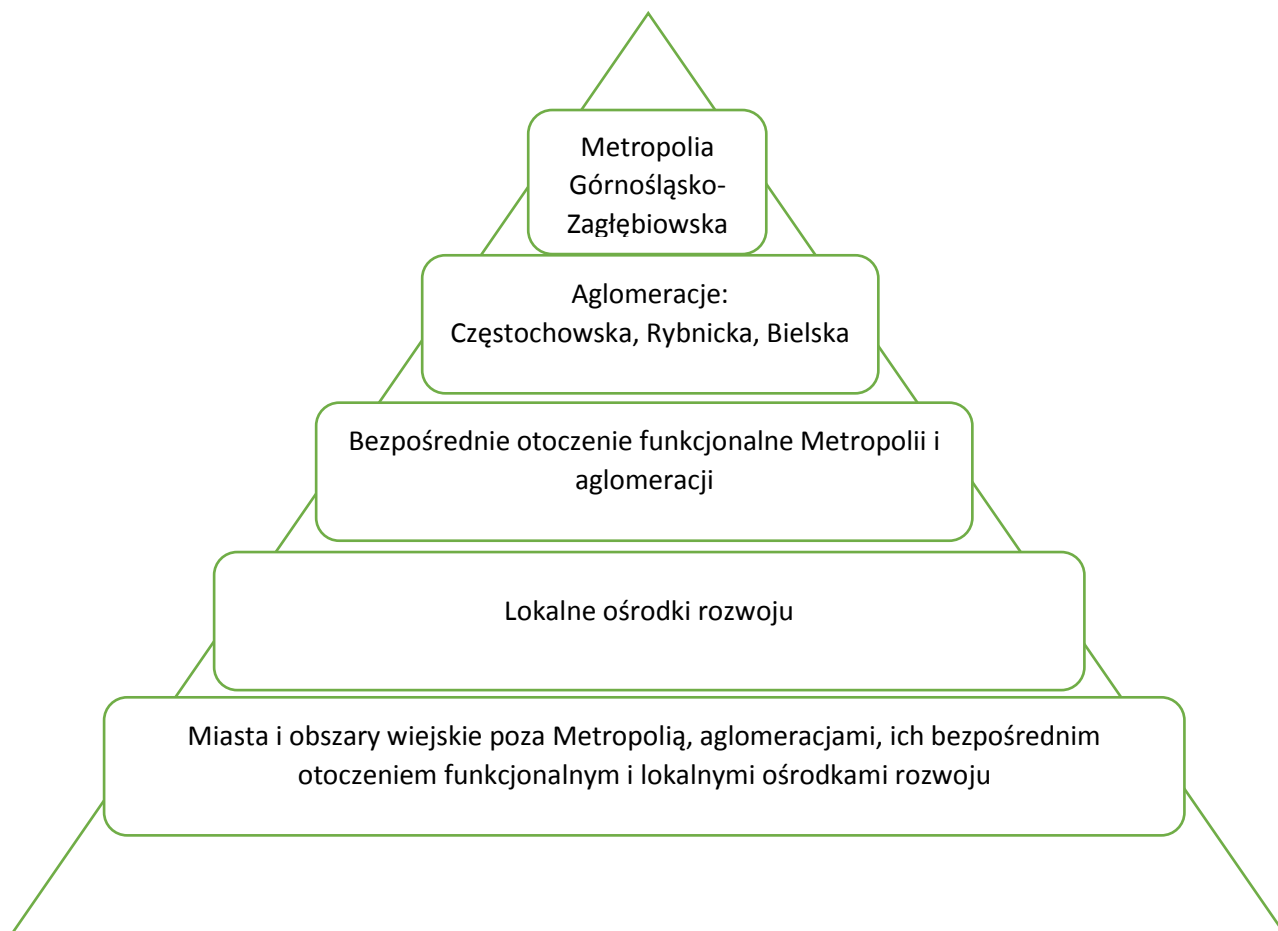 Metropolia
Górnośląsko-
Zagłębiowska
Aglomeracje:
Częstochowska, Rybnicka, Bielska
Bezpośrednie otoczenie funkcjonalne Metropolii i
aglomeracji
Lokalne ośrodki rozwoju
Miasta i obszary wiejskie poza Metropolią, aglomeracjami, ich bezpośrednim
otoczeniem funkcjonalnym i lokalnymi ośrodkami rozwoju